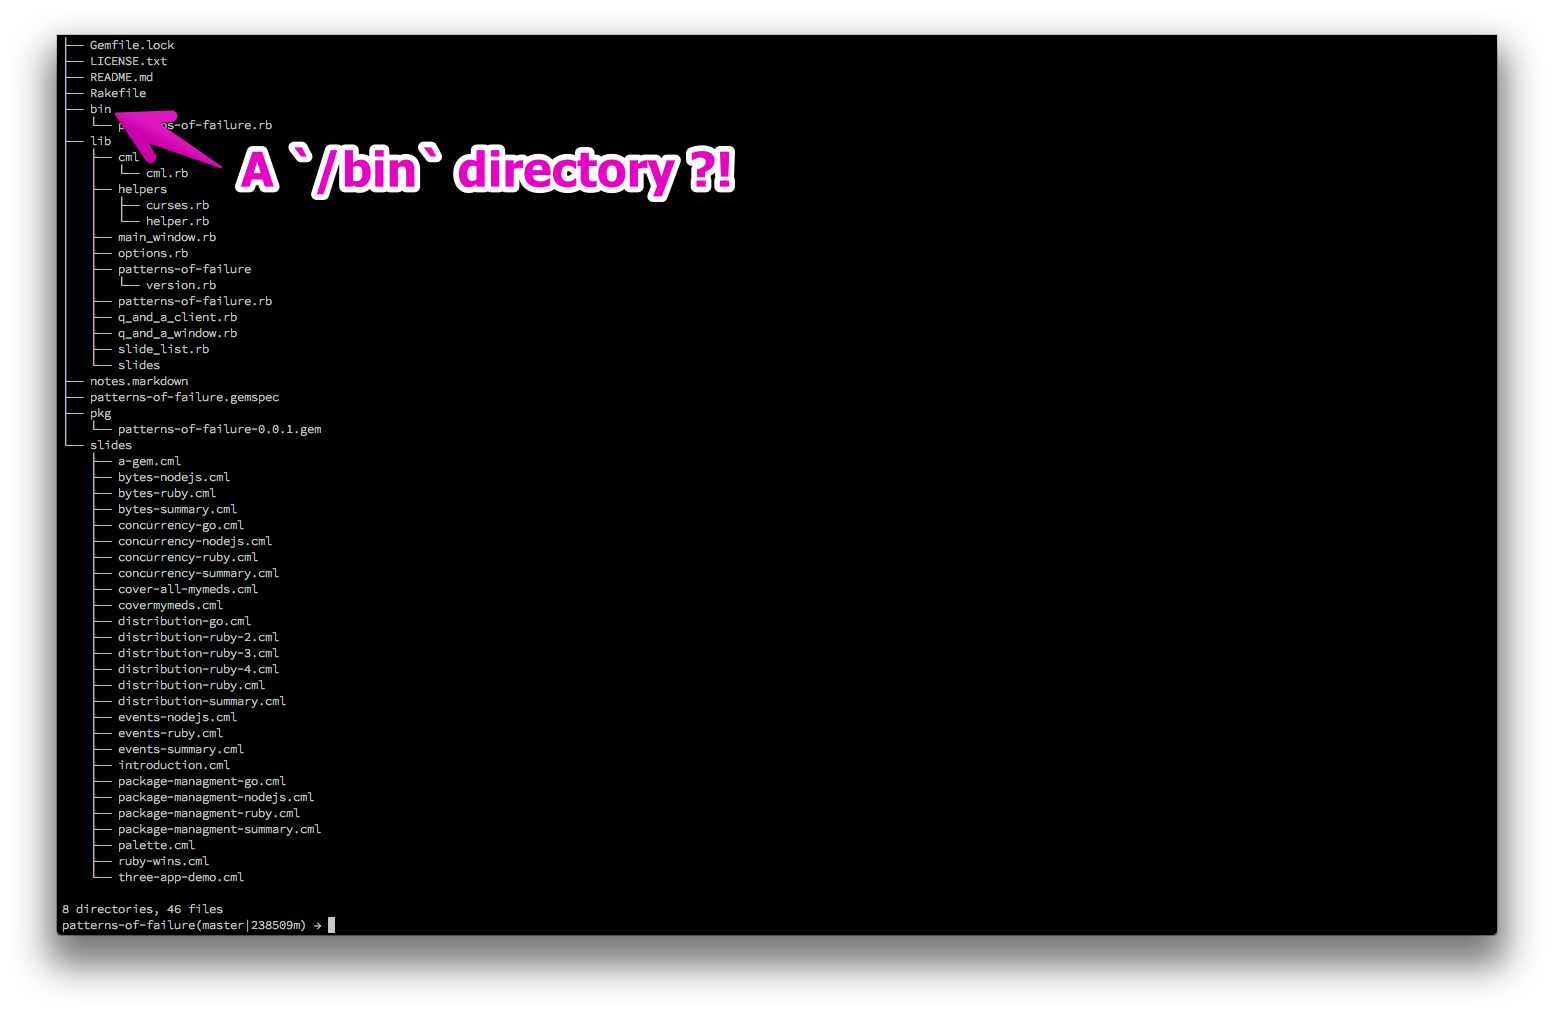 ├── Gemfile.lock
├── LICENSE.txt
├── README.md
├── Rakefile
├── bin
│   └── patterns-of-failure.rb
├── lib
│   ├── cml
│   │   └── cml.rb
│   ├── helpers
│   │   ├── curses.rb
│   │   └── helper.rb
│   ├── main_window.rb
│   ├── options.rb
│   ├── patterns-of-failure
│   │   └── version.rb
│   ├── patterns-of-failure.rb
│   ├── q_and_a_client.rb
│   ├── q_and_a_window.rb
│   ├── slide_list.rb
│   └── slides
├── notes.markdown
├── patterns-of-failure.gemspec
├── pkg
│   └── patterns-of-failure-0.0.1.gem
└── slides
    ├── a-gem.cml
    ├── bytes-nodejs.cml
    ├── bytes-ruby.cml
    ├── bytes-summary.cml
    ├── concurrency-go.cml
    ├── concurrency-nodejs.cml
    ├── concurrency-ruby.cml
    ├── concurrency-summary.cml
    ├── cover-all-mymeds.cml
    ├── covermymeds.cml
    ├── distribution-go.cml
    ├── distribution-ruby-2.cml
    ├── distribution-ruby-3.cml
    ├── distribution-ruby-4.cml
    ├── distribution-ruby.cml
    ├── distribution-summary.cml
    ├── events-nodejs.cml
    ├── events-ruby.cml
    ├── events-summary.cml
    ├── introduction.cml
    ├── package-managment-go.cml
    ├── package-managment-nodejs.cml
    ├── package-managment-ruby.cml
    ├── package-managment-summary.cml
    ├── palette.cml
    ├── ruby-wins.cml
    └── three-app-demo.cml
8 directories, 46 files
patterns-of-failure(master|238509m) →
A `/bin` directory ?!